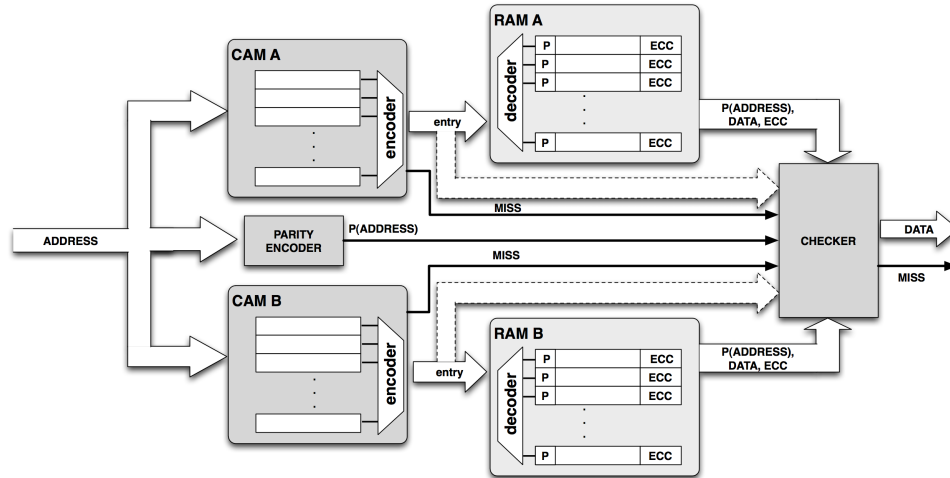 RAM A
CAM A
decoder
P ECC
P ECC
P ECC
P ECC
encoder
entry
P(ADDRESS),
DATA, ECC
MISS
ADDRESS
PARITY
ENCODER
P(ADDRESS)
CHECKER
DATA
MISS
MISS
CAM B
encoder
entry
RAM B
decoder
P ECC
P ECC
P ECC
P ECC
P(ADDRESS),
DATA, ECC